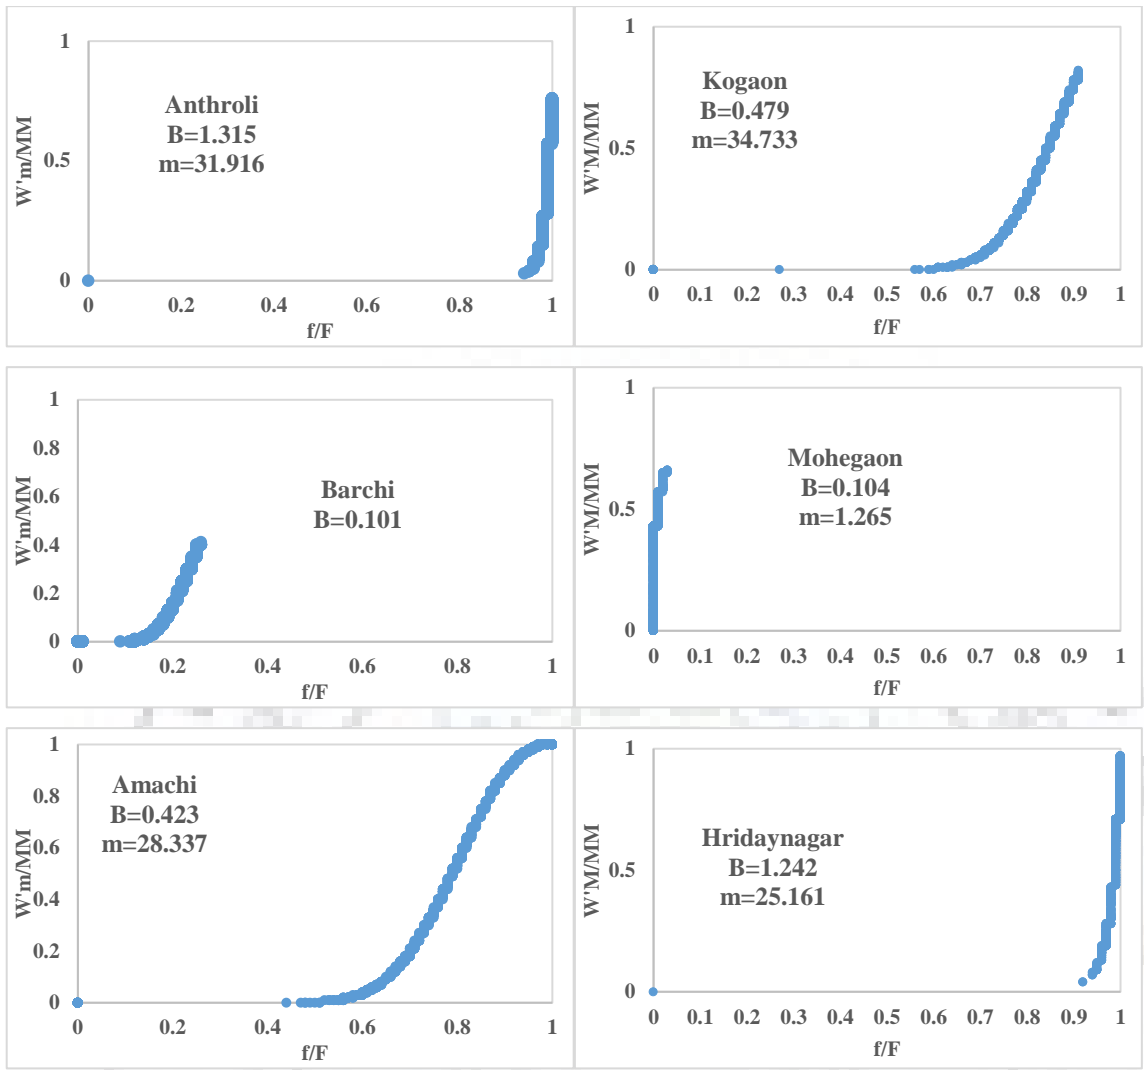 1
0.5
0
W'm/MM
Anthroli
B=1.315
m=31.916
0 0.2 0.4 0.6 0.8 1
f/F
1
0.5
0
W'M/MM
Kogaon
B=0.479
m=34.733
0 0.1 0.2 0.3 0.4 0.5 0.6 0.7 0.8 0.9 1
f/F
1
0.8
0.6
0.4
0.2
0
W'm/MM
Barchi
B=0.101
0 0.2 0.4 0.6 0.8 1
f/F
1
0.5
0
W'M/MM
Mohegaon
B=0.104
m=1.265
0 0.1 0.2 0.3 0.4 0.5 0.6 0.7 0.8 0.9 1
f/F
1
0.8
0.6
0.4
0.2
0
W'm/MM
Amachi
B=0.423
m=28.337
0 0.2 0.4 0.6 0.8 1
f/F
1
0.5
0
W'M/MM
Hridaynagar
B=1.242
m=25.161
0 0.1 0.2 0.3 0.4 0.5 0.6 0.7 0.8 0.9 1
f/F